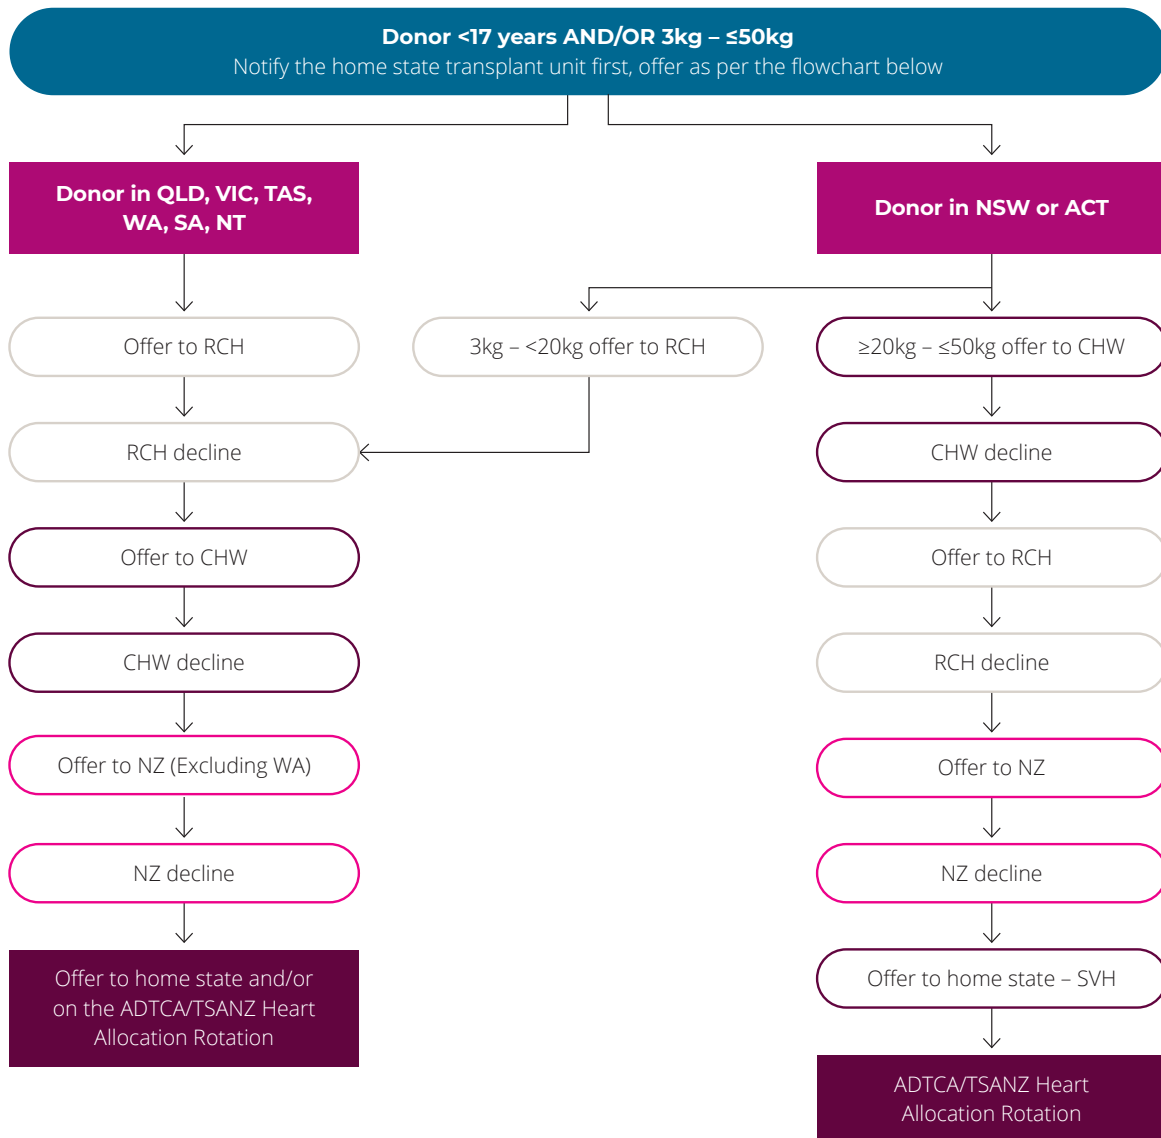 Donor <17 years AND/OR 3kg – ≤50kg
Notify the home state transplant unit first, offer as per the flowchart below
Donor in QLD, VIC, TAS,
WA, SA, NT
Donor in NSW or ACT
Offer to RCH
3kg – <20kg offer to RCH
≥20kg – ≤50kg offer to CHW
RCH decline
CHW decline
Offer to CHW
Offer to RCH
CHW decline
RCH decline
Offer to NZ (Excluding WA)
Offer to NZ
NZ decline
NZ decline
Offer to home state and/or
on the ADTCA/TSANZ Heart
Allocation Rotation
Offer to home state – SVH
ADTCA/TSANZ Heart
Allocation Rotation